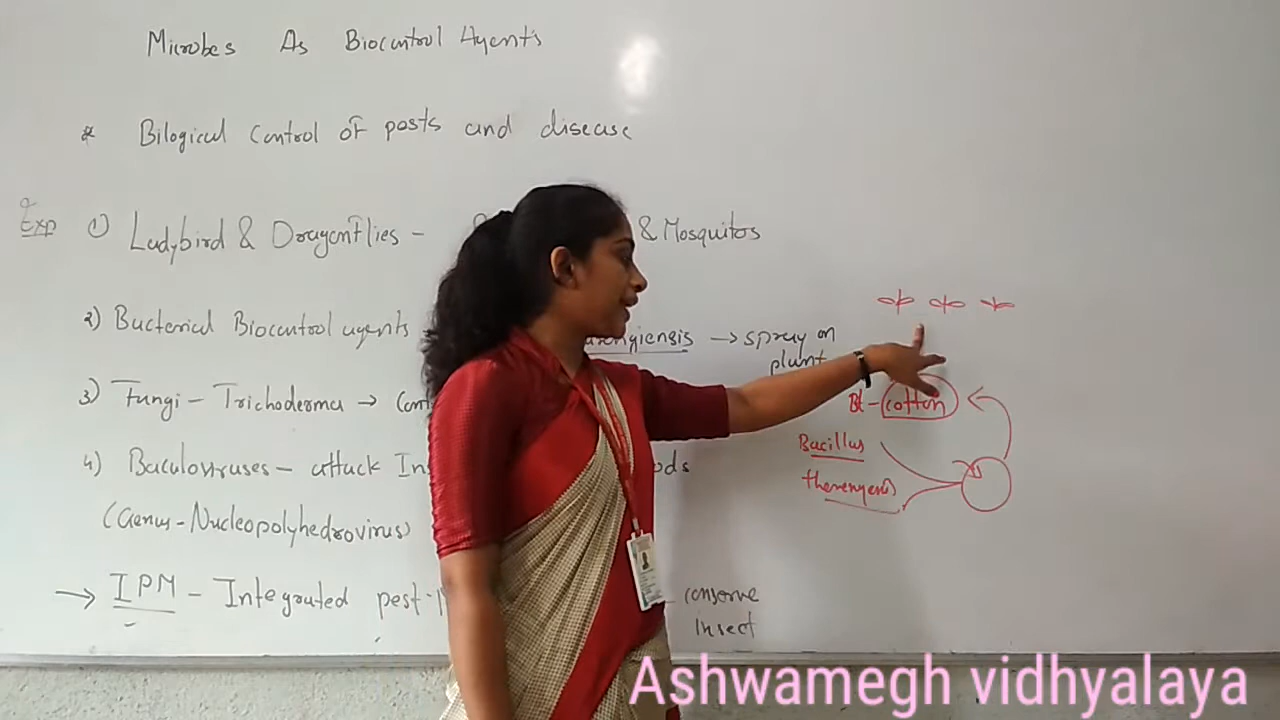 Microbes As Biocontrol Agents
* Bilogical control of pests and disease
Exp 1) Ladybird & Dragonflies - & Mosquitos
2) Bacterial Biocontrol agents → spray on
plant
3) Fungi - Trichoderma →
4) Baculoviruses - attack
(Genus - Nucleopolyhedrovirus)
→ IPM - Integrated pest conserve
insect
Bt - cotton
Bacillus
Ashwamegh vidhyalaya